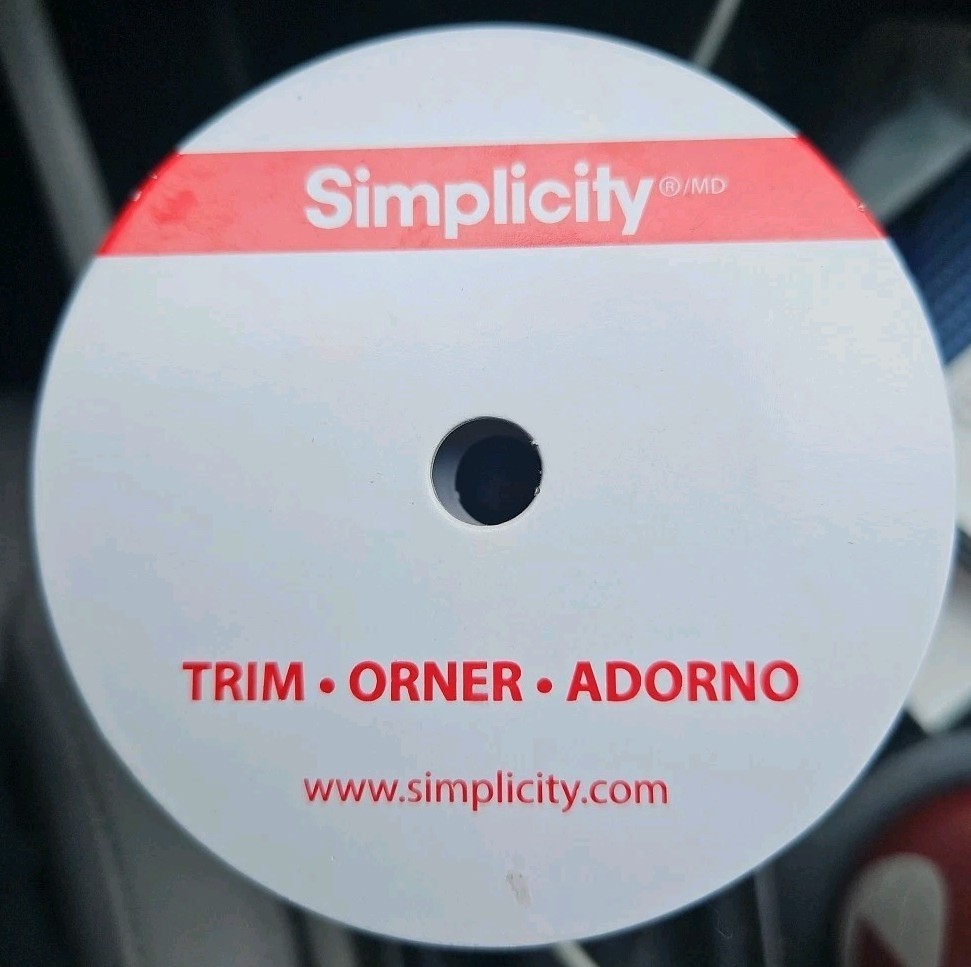 Simplicity®/MD
TRIM • ORNER • ADORNO
www.simplicity.com